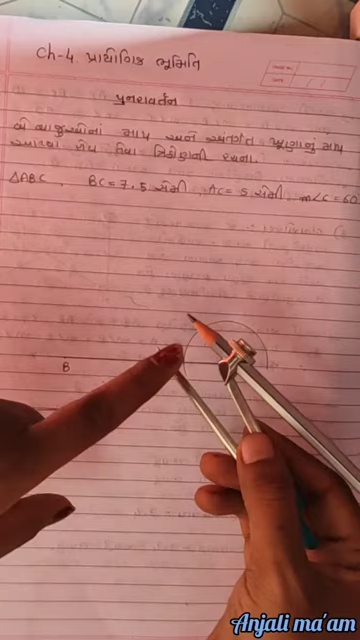 Ch-4. પ્રાયોગિક ભૂમિતિ
પુનરાવર્તન
બે બાજુઓનાં માપ અને અંતર્ગત ખૂણાનું માપ
આપ્યા હોય તેવા ત્રિકોણની રચના.
△ABC, BC = 7.5 સેમી, AC = 5 સેમી, m∠C = 60
B
Anjali ma'am